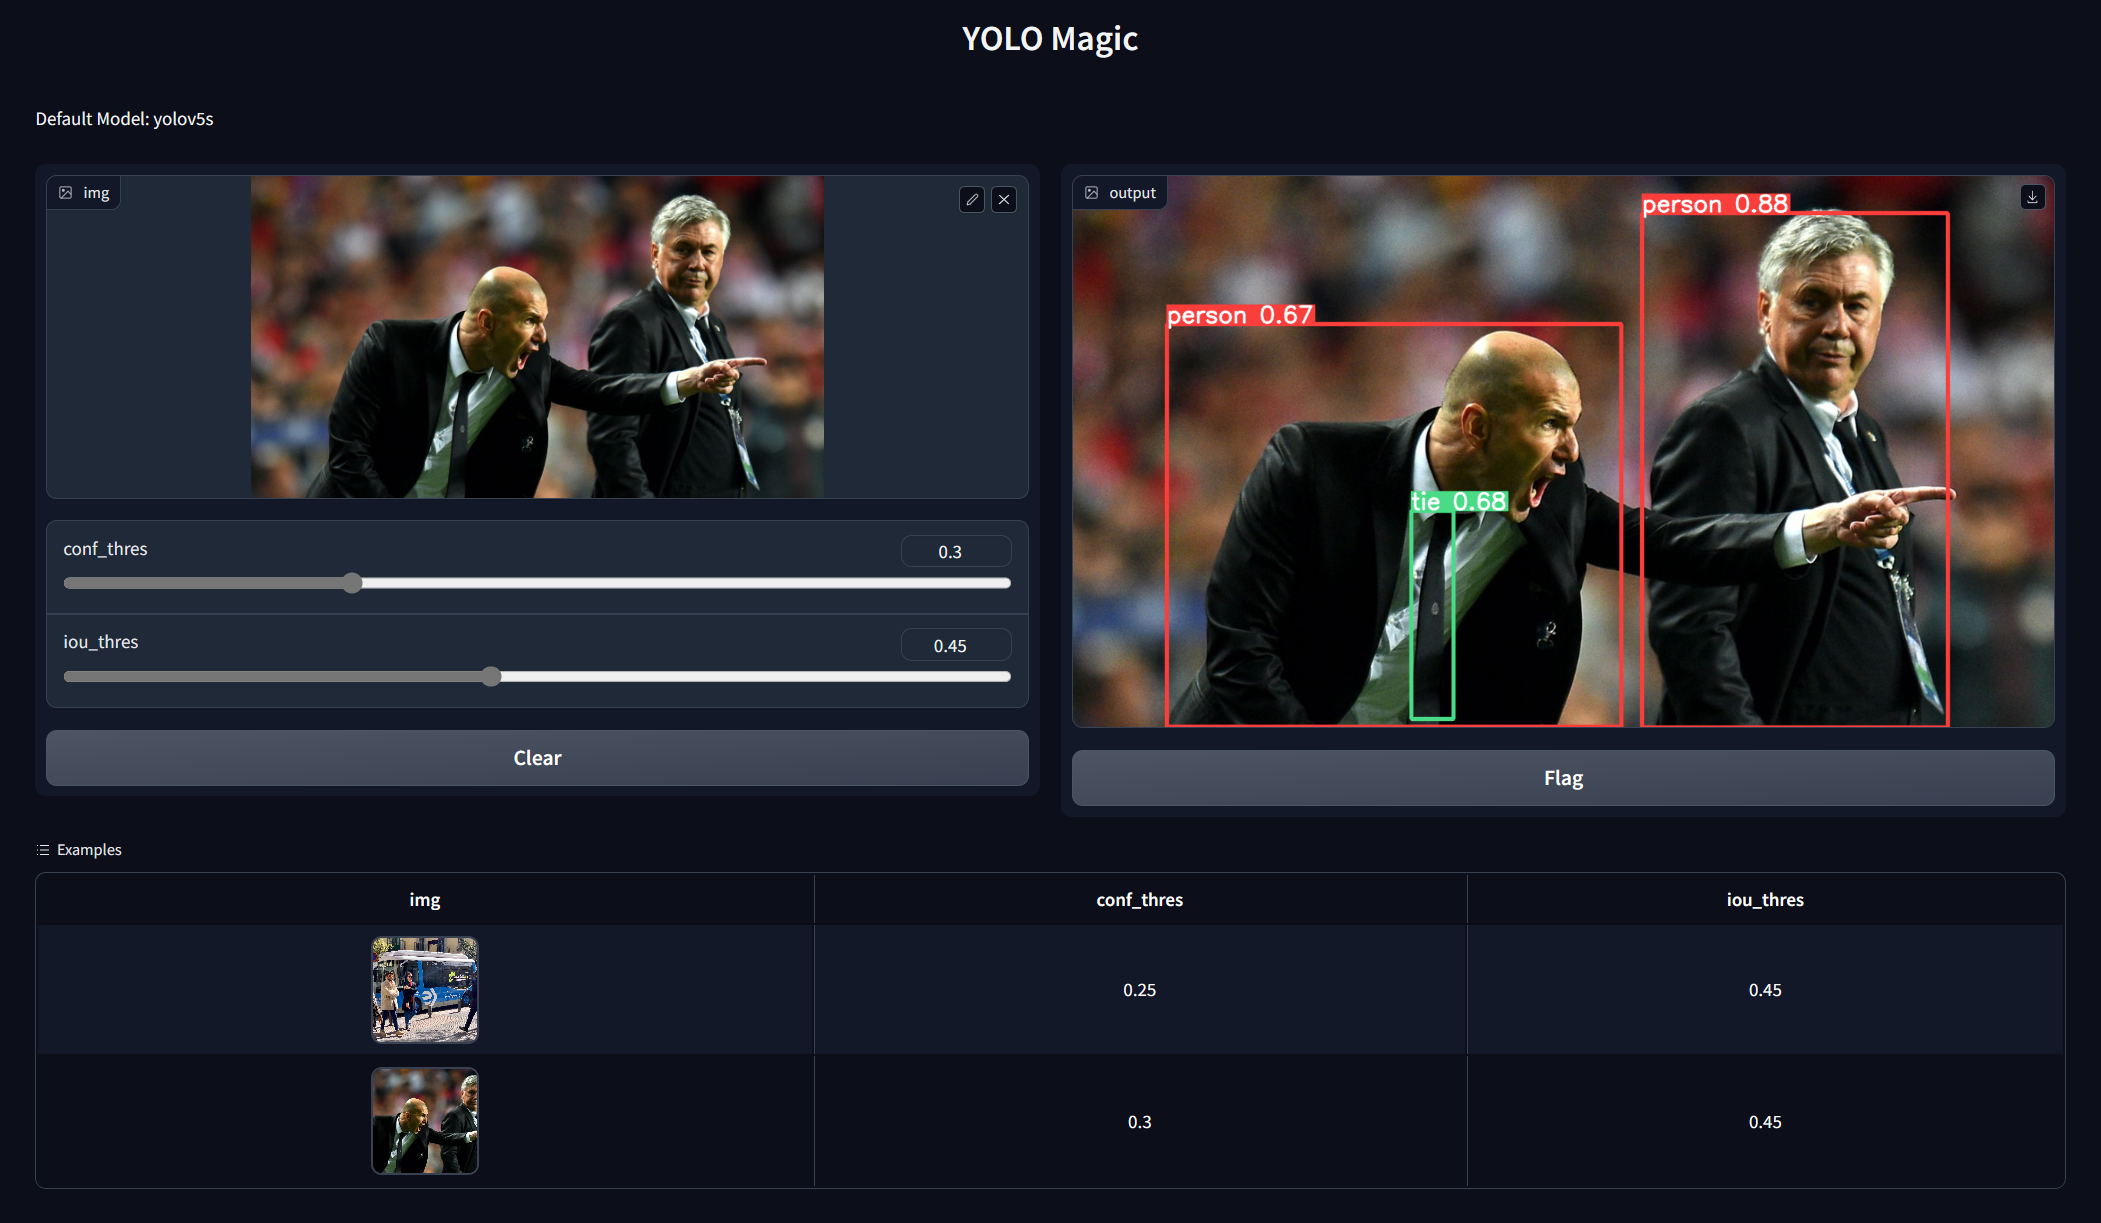 YOLO Magic
Default Model: yolov5s
img
conf_thres
0.3
iou_thres
0.45
Clear
output
person 0.88
person 0.67
tie 0.68
Flag
Examples
img conf_thres iou_thres
0.25 0.45
0.3 0.45